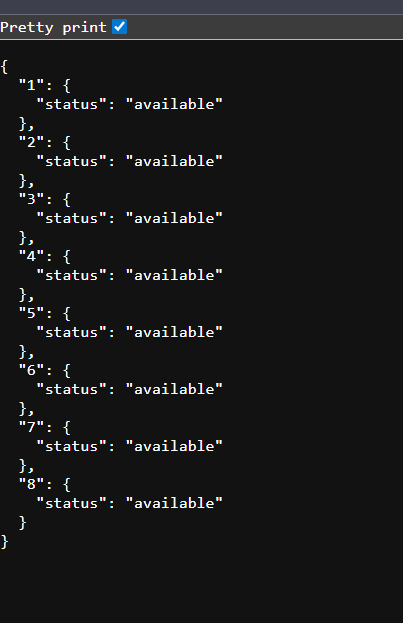 Pretty print
{
  "1": {
    "status": "available"
  },
  "2": {
    "status": "available"
  },
  "3": {
    "status": "available"
  },
  "4": {
    "status": "available"
  },
  "5": {
    "status": "available"
  },
  "6": {
    "status": "available"
  },
  "7": {
    "status": "available"
  },
  "8": {
    "status": "available"
  }
}